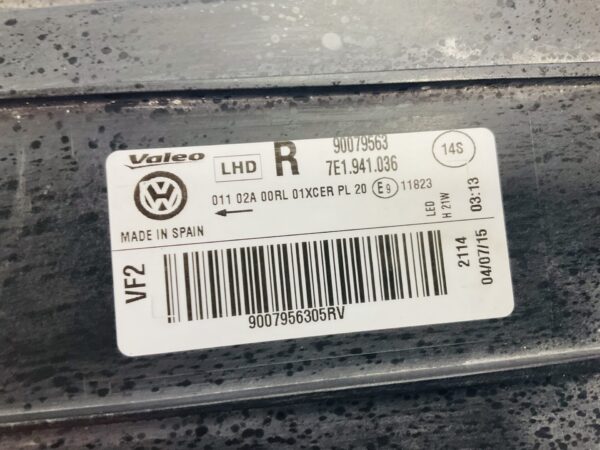 Valeo
LHD
R
90079563
7E1.941.036
14S
011 02A 00RL 01XCER PL 20 E9 11823
MADE IN SPAIN
VF2
9007956305RV
LED
H 21W
2114
03:13
04/07/15